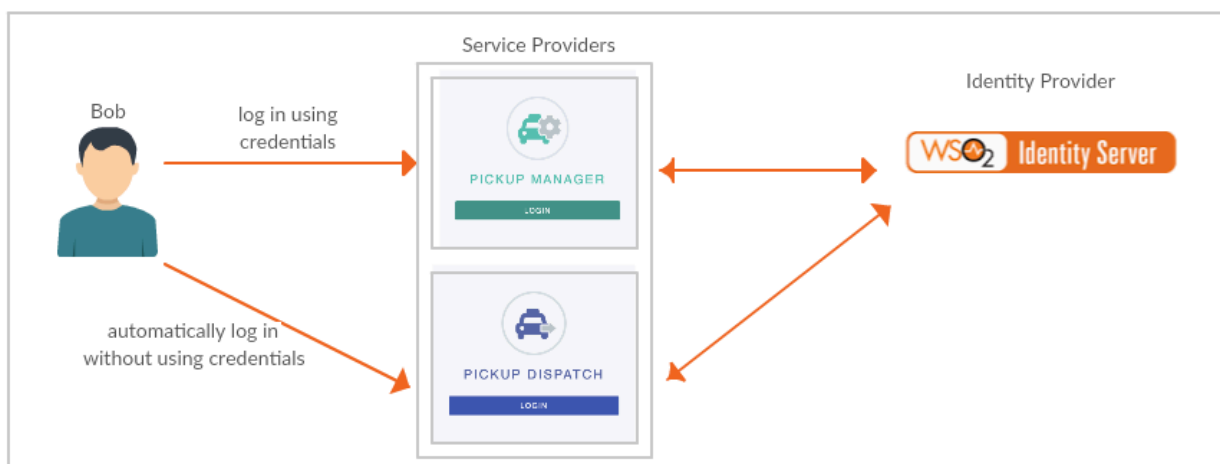 Service Providers
Identity Provider
Bob
log in using
credentials
WSO2 Identity Server
PICKUP MANAGER
LOGIN
automatically log in
without using credentials
PICKUP DISPATCH
LOGIN